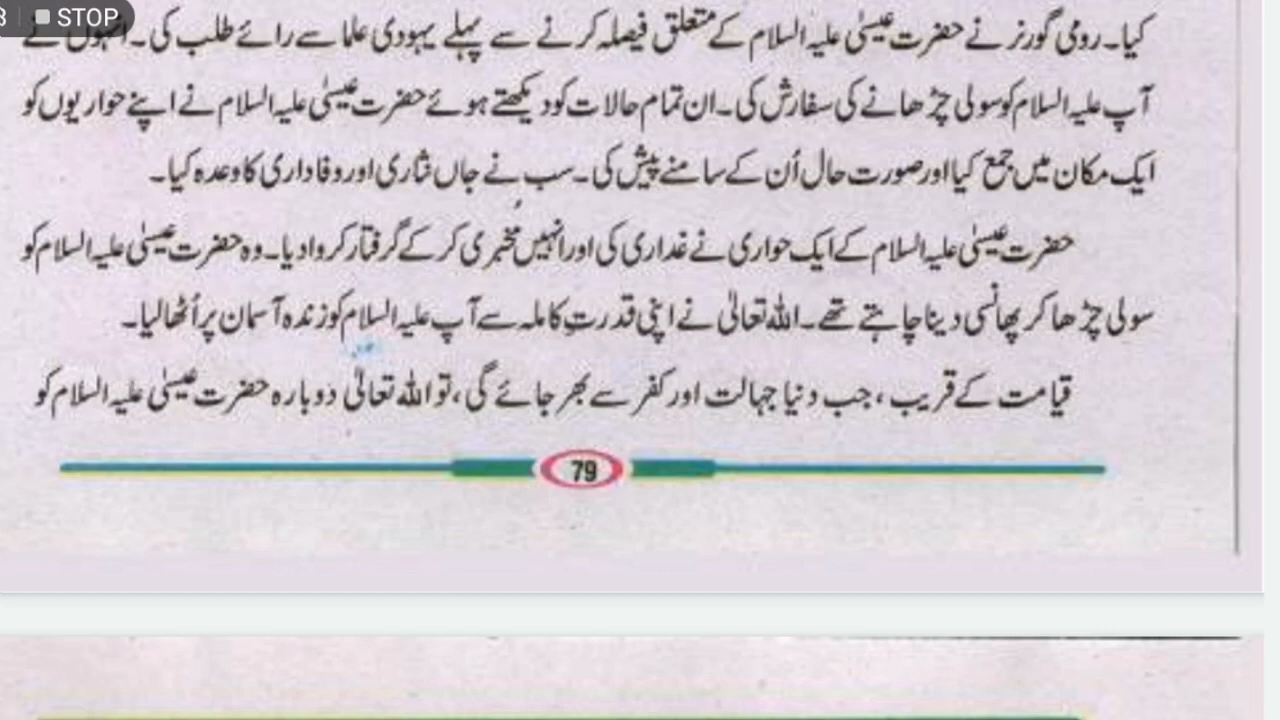 STOP
کیا۔ رومی گورنر نے حضرت عیسیٰ علیہ السلام کے متعلق فیصلہ کرنے سے پہلے یہودی علما سے رائے طلب کی۔ انہوں نے
آپ علیہ السلام کو سولی چڑھانے کی سفارش کی۔ ان تمام حالات کو دیکھتے ہوئے حضرت عیسیٰ علیہ السلام نے اپنے حواریوں کو
ایک مکان میں جمع کیا اور صورت حال اُن کے سامنے پیش کی۔ سب نے جاں نثاری اور وفاداری کا وعدہ کیا۔
حضرت عیسیٰ علیہ السلام کے ایک حواری نے غداری کی اور انہیں مخبری کر کے گرفتار کروا دیا۔ وہ حضرت عیسیٰ علیہ السلام کو
سولی چڑھا کر پھانسی دینا چاہتے تھے۔ اللہ تعالیٰ نے اپنی قدرتِ کاملہ سے آپ علیہ السلام کو زندہ آسمان پر اُٹھا لیا۔
قیامت کے قریب، جب دنیا جہالت اور کفر سے بھر جائے گی، تو اللہ تعالیٰ دوبارہ حضرت عیسیٰ علیہ السلام کو
79